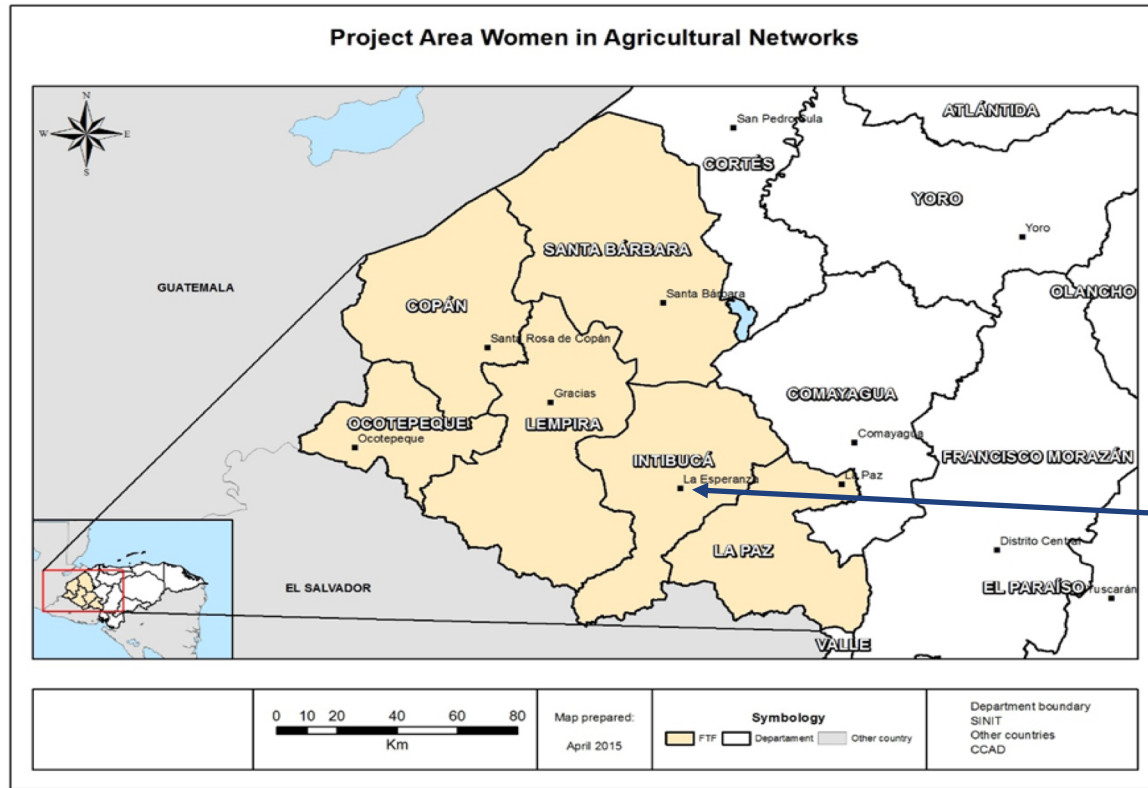 Project Area Women in Agricultural Networks
N
W
E
S
ATLÁNTIDA
San Pedro Sula
CORTÉS
YORO
Yoro
SANTA BÁRBARA
GUATEMALA
OLANCHO
COPÁN
Santa Bárbara
Santa Rosa de Copán
Gracias
COMAYAGUA
OCOTEPEQUE
LEMPIRA
Ocotepeque
Comayagua
INTIBUCÁ
FRANCISCO MORAZÁN
La Esperanza
La Paz
LA PAZ
Distrito Central
EL SALVADOR
EL PARAÍSO
Yuscarán
VALLE
0 10 20 40 60 80
Km
Map prepared:
April 2015
Symbology
FTF Departament Other country
Department boundary
SINIT
Other countries
CCAD